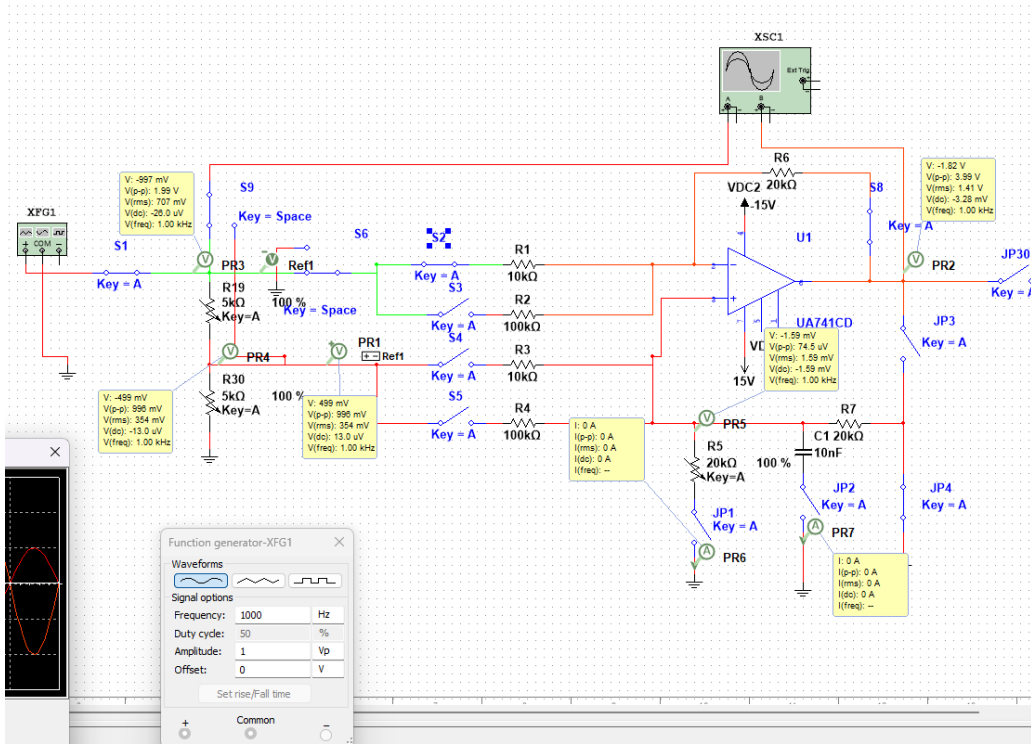 XSC1
Ext Trig
A
B
V: -997 mV
V(p-p): 1.99 V
V(rms): 707 mV
V(dc): -26.0 uV
V(freq): 1.00 kHz
S9
Key = Space
XFG1
COM
S1
Key = A
PR3
Ref1
S6
Key = Space
S2
Key = A
R1
10kΩ
S3
Key = A
R2
100kΩ
S4
Key = A
R3
10kΩ
S5
Key = A
R4
100kΩ
R19
5kΩ
Key=A
100 %
PR4
PR1
Ref1
R30
5kΩ
Key=A
100 %
V: -499 mV
V(p-p): 996 mV
V(rms): 354 mV
V(dc): -13.0 uV
V(freq): 1.00 kHz
V: 499 mV
V(p-p): 996 mV
V(rms): 354 mV
V(dc): 13.0 uV
V(freq): 1.00 kHz
R6
20kΩ
VDC2
-15V
S8
Key = A
U1
UA741CD
15V
V: -1.82 V
V(p-p): 3.99 V
V(rms): 1.41 V
V(dc): -3.28 mV
V(freq): 1.00 kHz
PR2
JP30
Key = A
JP3
Key = A
V: -1.59 mV
V(p-p): 74.5 uV
V(rms): 1.59 mV
V(dc): -1.59 mV
V(freq): 1.00 kHz
PR5
R7
20kΩ
I: 0 A
I(p-p): 0 A
I(rms): 0 A
I(dc): 0 A
I(freq): --
R5
20kΩ
Key=A
100 %
C1
10nF
JP1
Key = A
JP2
Key = A
JP4
Key = A
PR6
PR7
I: 0 A
I(p-p): 0 A
I(rms): 0 A
I(dc): 0 A
I(freq): --
Function generator-XFG1
Waveforms
Signal options
Frequency: 1000 Hz
Duty cycle: 50 %
Amplitude: 1 Vp
Offset: 0 V
Set rise/Fall time
+ Common −